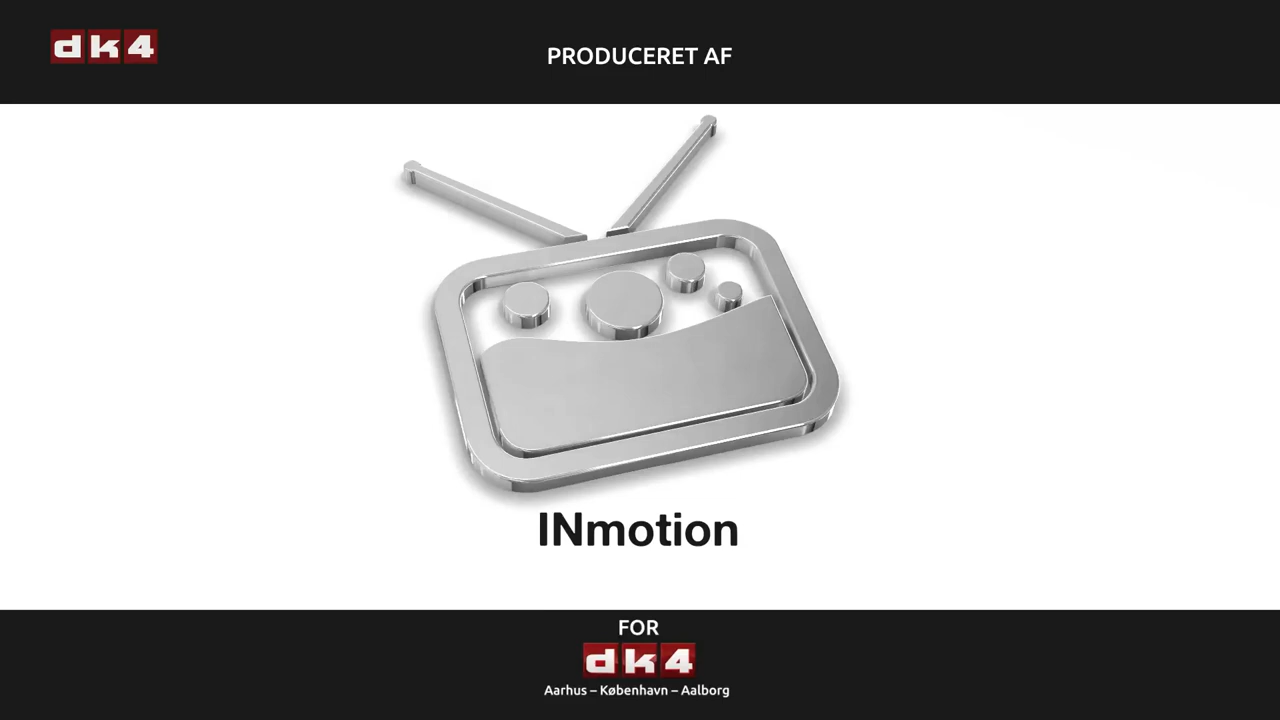 dk4
PRODUCERET AF
INmotion
FOR
dk4
Aarhus – København – Aalborg